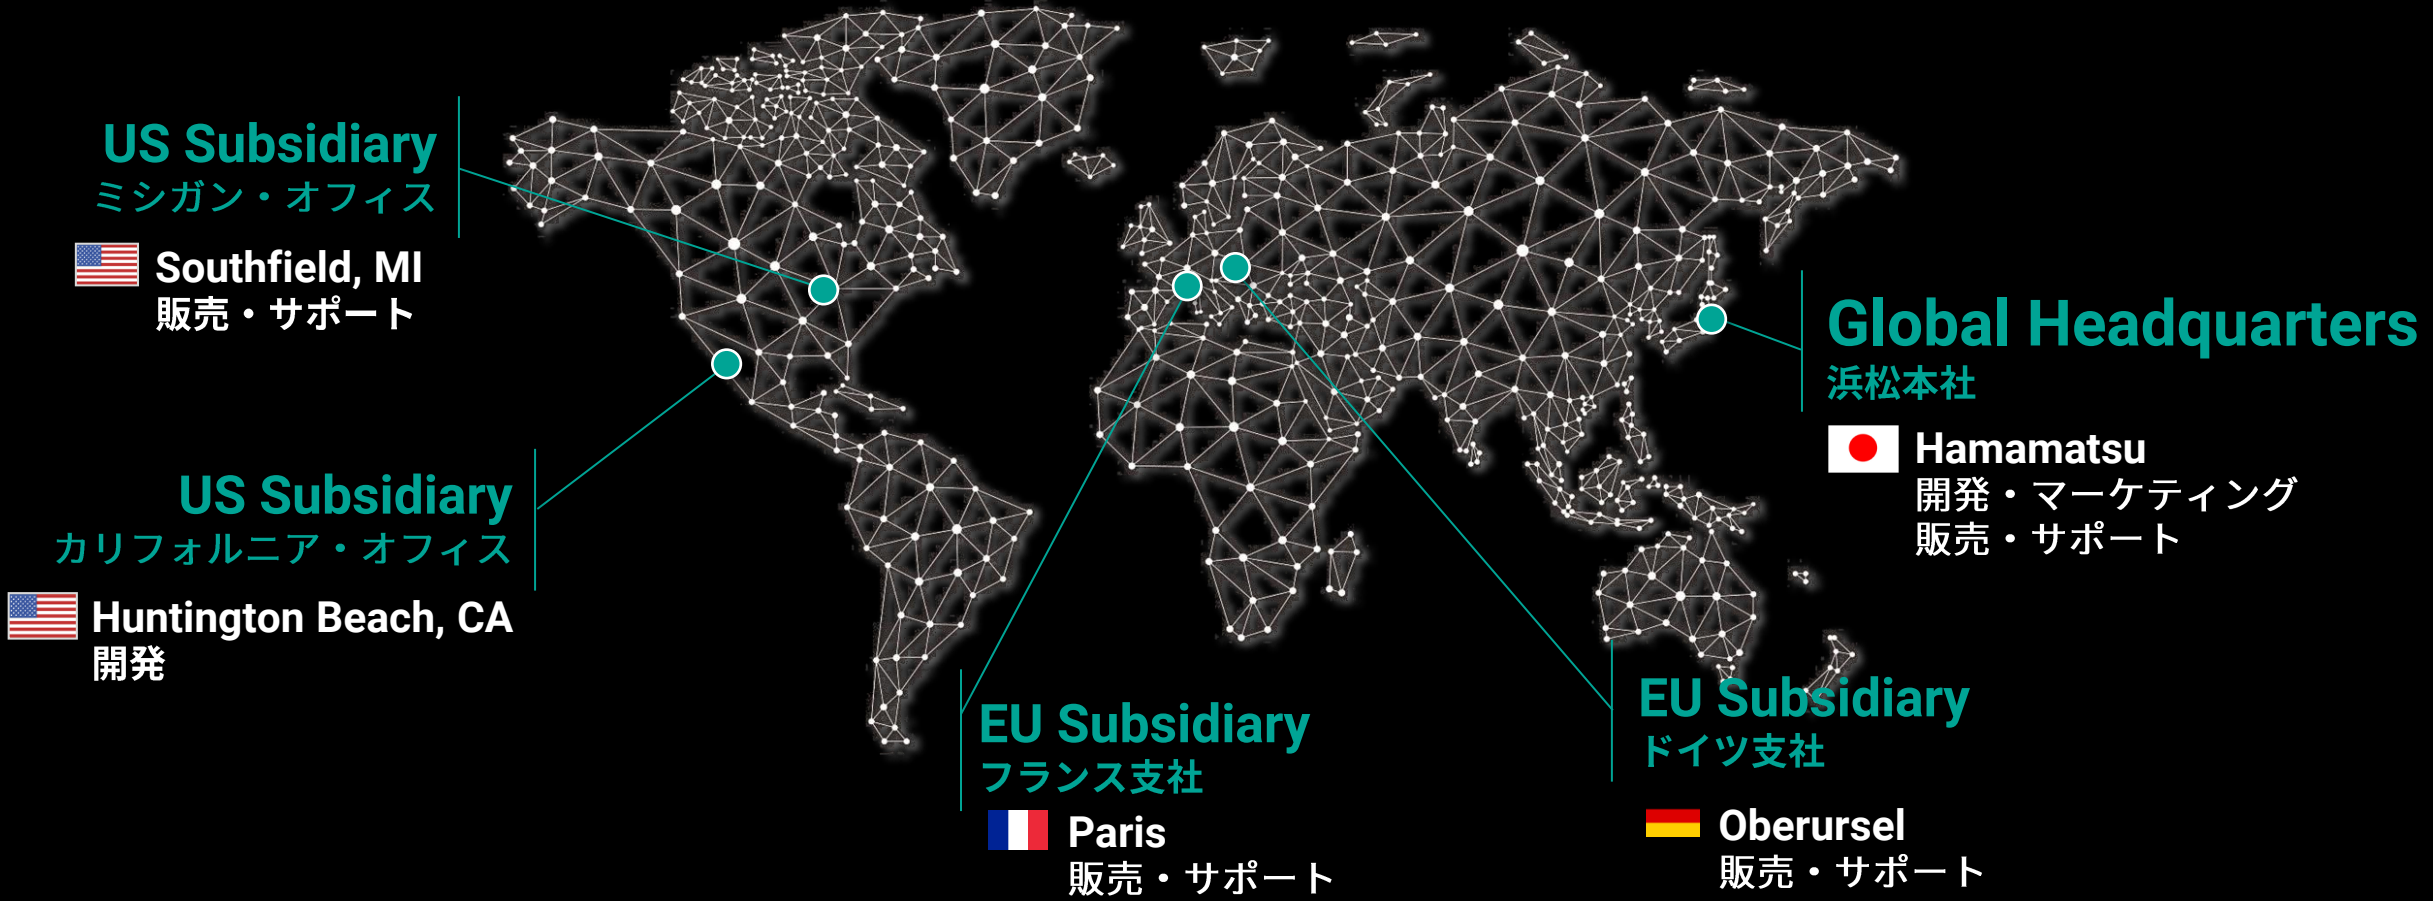 US Subsidiary
ミシガン・オフィス
Southfield, MI
販売・サポート
US Subsidiary
カリフォルニア・オフィス
Huntington Beach, CA
開発
EU Subsidiary
フランス支社
Paris
販売・サポート
EU Subsidiary
ドイツ支社
Oberursel
販売・サポート
Global Headquarters
浜松本社
Hamamatsu
開発・マーケティング
販売・サポート